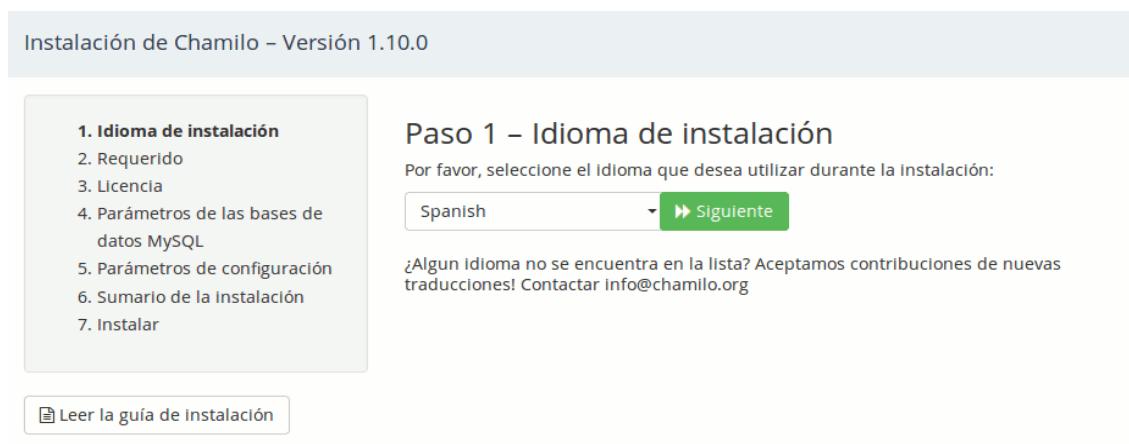 Instalación de Chamilo – Versión 1.10.0
1. Idioma de instalación
2. Requerido
3. Licencia
4. Parámetros de las bases de
datos MySQL
5. Parámetros de configuración
6. Sumario de la instalación
7. Instalar
Leer la guía de instalación
Paso 1 – Idioma de instalación
Por favor, seleccione el idioma que desea utilizar durante la instalación:
Spanish
Siguiente
¿Algun idioma no se encuentra en la lista? Aceptamos contribuciones de nuevas
traducciones! Contactar info@chamilo.org